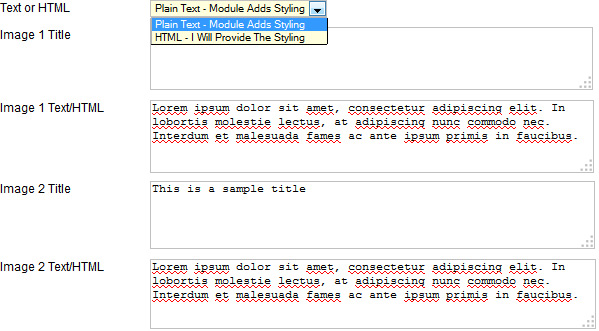 Text or HTML
Plain Text - Module Adds Styling
Plain Text - Module Adds Styling
HTML - I Will Provide The Styling
Image 1 Title
Image 1 Text/HTML
Lorem ipsum dolor sit amet, consectetur adipiscing elit. In
lobortis molestie lectus, at adipiscing nunc commodo nec.
Interdum et malesuada fames ac ante ipsum primis in faucibus.
Image 2 Title
This is a sample title
Image 2 Text/HTML
Lorem ipsum dolor sit amet, consectetur adipiscing elit. In
lobortis molestie lectus, at adipiscing nunc commodo nec.
Interdum et malesuada fames ac ante ipsum primis in faucibus.